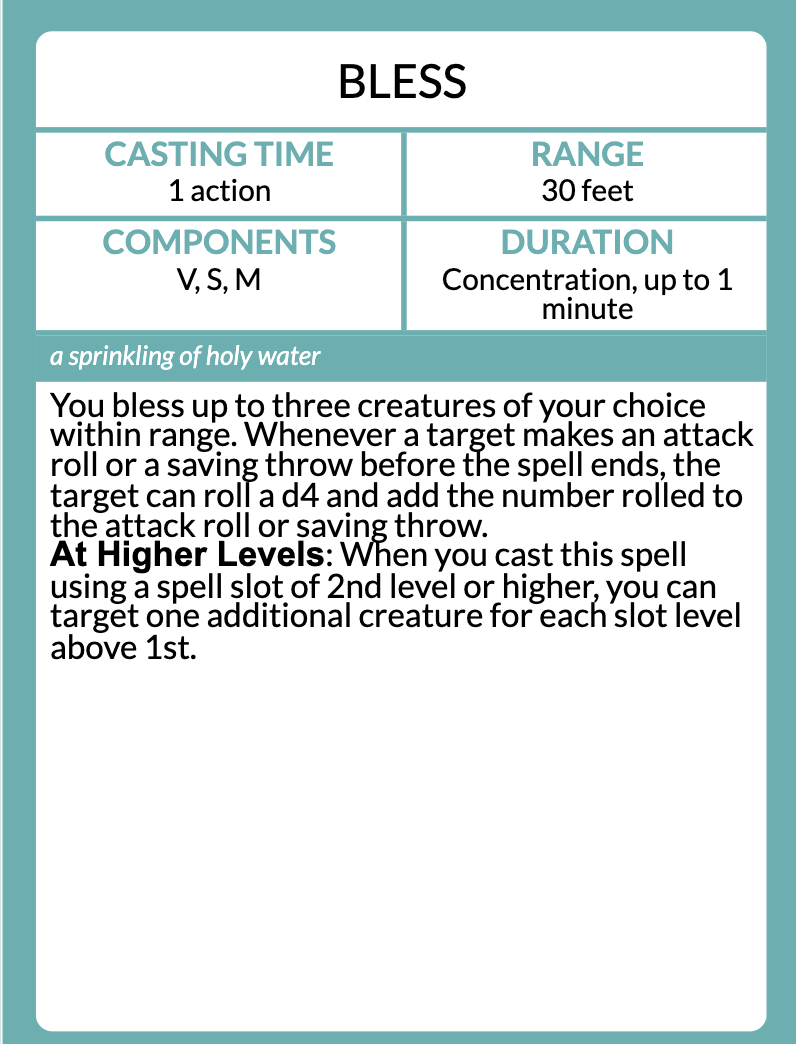 BLESS
CASTING TIME
1 action
RANGE
30 feet
COMPONENTS
V, S, M
DURATION
Concentration, up to 1
minute
a sprinkling of holy water
You bless up to three creatures of your choice
within range. Whenever a target makes an attack
roll or a saving throw before the spell ends, the
target can roll a d4 and add the number rolled to
the attack roll or saving throw.
At Higher Levels: When you cast this spell
using a spell slot of 2nd level or higher, you can
target one additional creature for each slot level
above 1st.